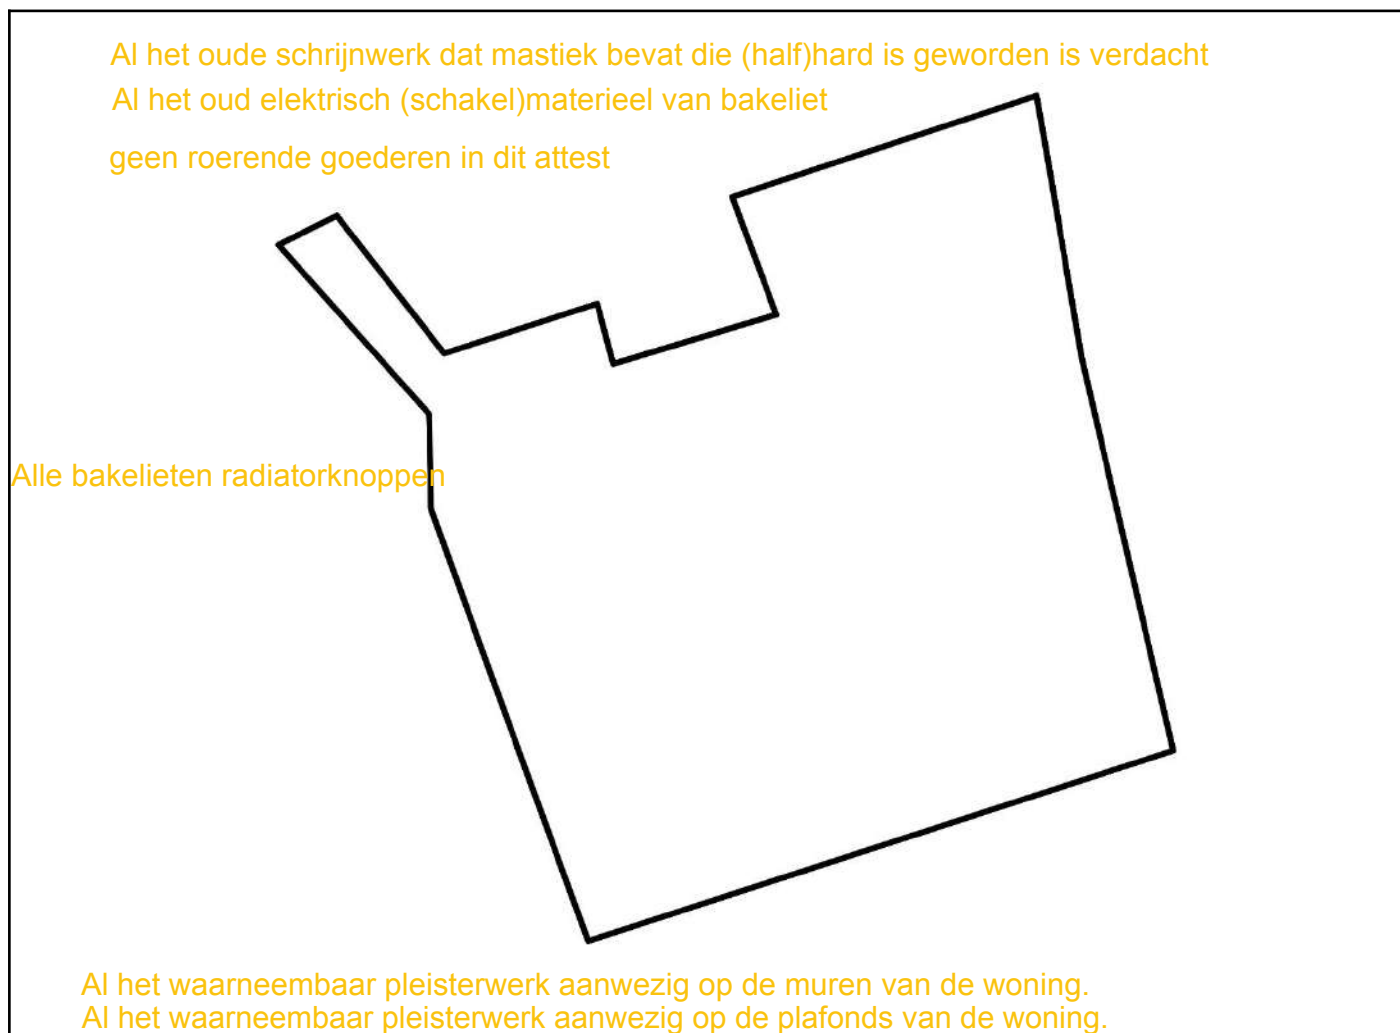 Al het oude schrijnwerk dat mastiek bevat die (half)hard is geworden is verdacht
Al het oud elektrisch (schakel)materieel van bakeliet
geen roerende goederen in dit attest
Alle bakelieten radiatorknoppen
Al het waarneembaar pleisterwerk aanwezig op de muren van de woning.
Al het waarneembaar pleisterwerk aanwezig op de plafonds van de woning.